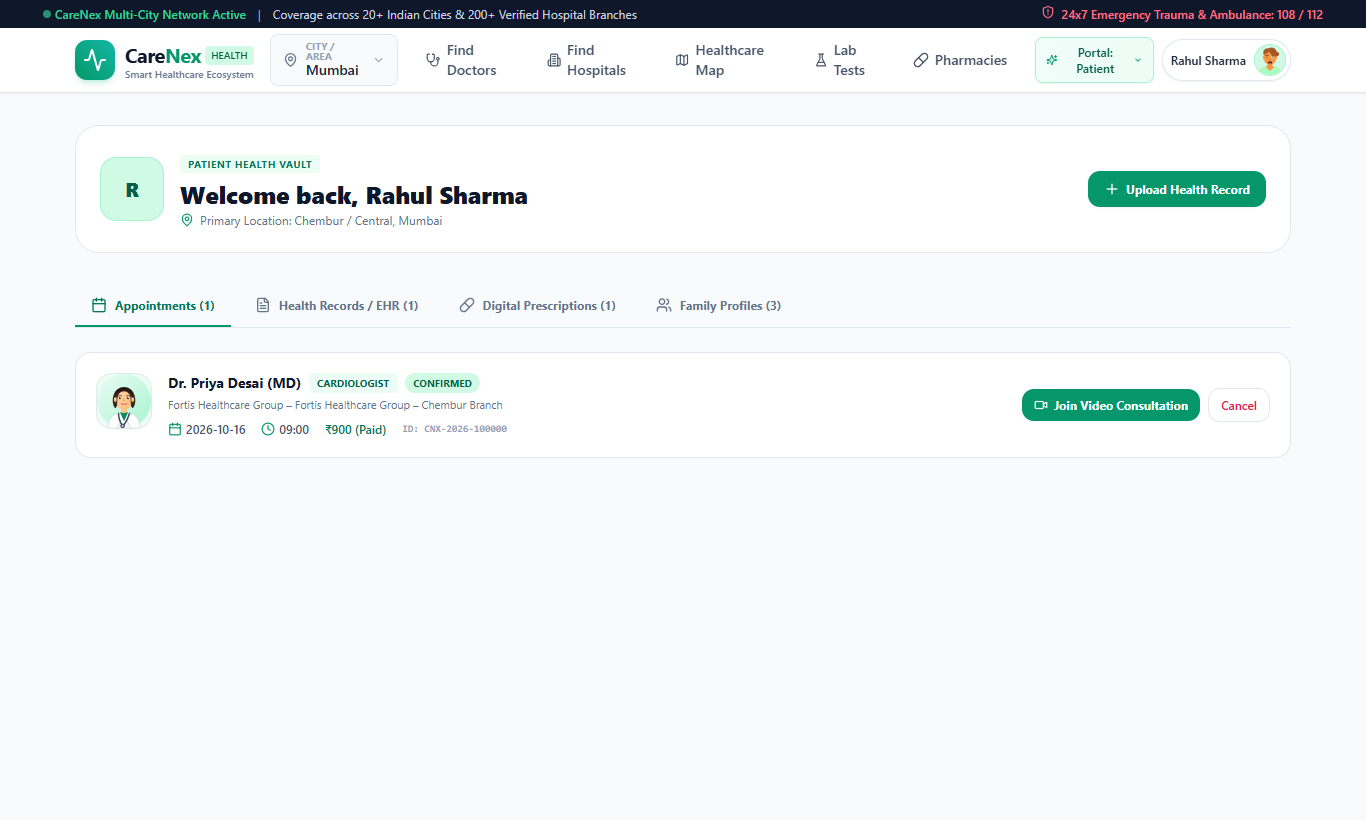 CareNex Multi-City Network Active | Coverage across 20+ Indian Cities & 200+ Verified Hospital Branches
24x7 Emergency Trauma & Ambulance: 108 / 112
CareNex HEALTH
Smart Healthcare Ecosystem
CITY / AREA
Mumbai
Find Doctors
Find Hospitals
Healthcare Map
Lab Tests
Pharmacies
Portal: Patient
Rahul Sharma
R
PATIENT HEALTH VAULT
Welcome back, Rahul Sharma
Primary Location: Chembur / Central, Mumbai
Upload Health Record
Appointments (1)
Health Records / EHR (1)
Digital Prescriptions (1)
Family Profiles (3)
Dr. Priya Desai (MD) CARDIOLOGIST CONFIRMED
Fortis Healthcare Group – Fortis Healthcare Group – Chembur Branch
2026-10-16 09:00 ₹900 (Paid) ID: CNX-2026-100000
Join Video Consultation
Cancel